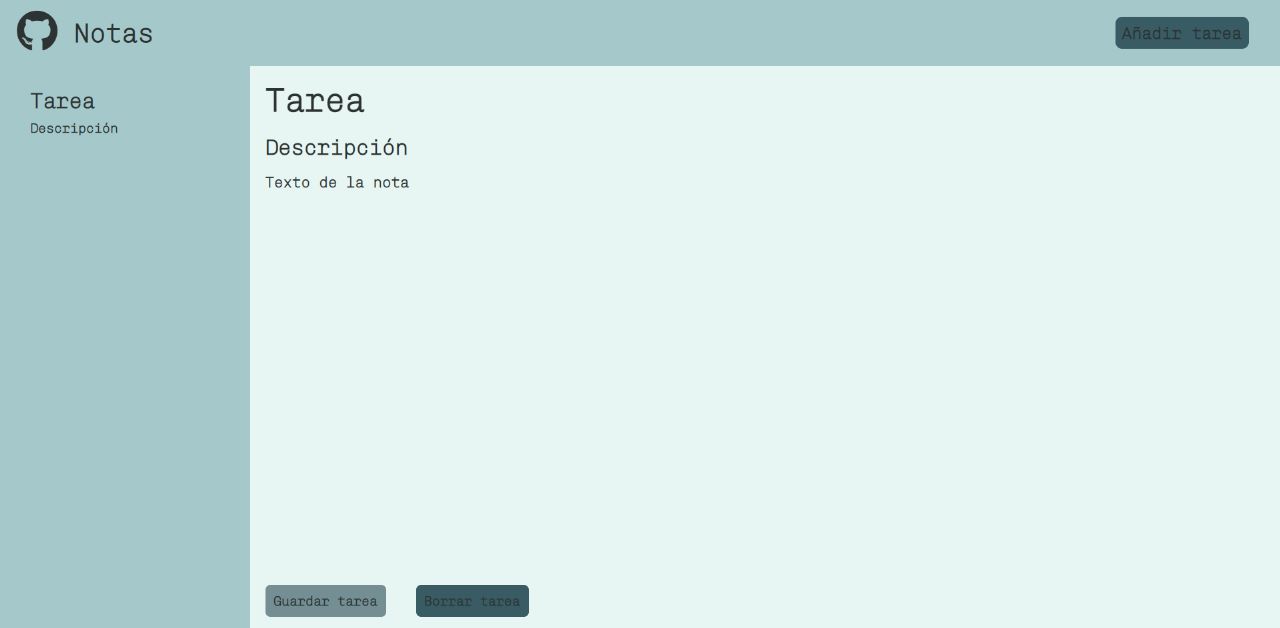 Notas
Añadir tarea
Tarea
Descripción
Tarea
Descripción
Texto de la nota
Guardar tarea
Borrar tarea